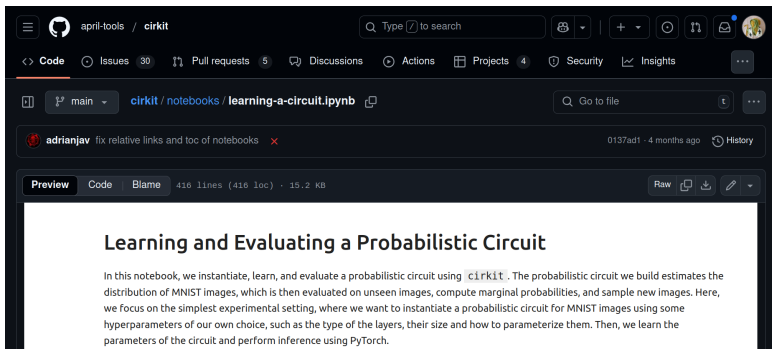 april-tools / cirkit Type / to search
Code Issues 30 Pull requests 5 Discussions Actions Projects 4 Security Insights
main cirkit / notebooks / learning-a-circuit.ipynb Go to file t
adrianjav fix relative links and toc of notebooks 0137ad1 · 4 months ago History
Preview Code Blame 416 lines (416 loc) · 15.2 KB Raw
Learning and Evaluating a Probabilistic Circuit
In this notebook, we instantiate, learn, and evaluate a probabilistic circuit using cirkit. The probabilistic circuit we build estimates the
distribution of MNIST images, which is then evaluated on unseen images, compute marginal probabilities, and sample new images. Here,
we focus on the simplest experimental setting, where we want to instantiate a probabilistic circuit for MNIST images using some
hyperparameters of our own choice, such as the type of the layers, their size and how to parameterize them. Then, we learn the
parameters of the circuit and perform inference using PyTorch.